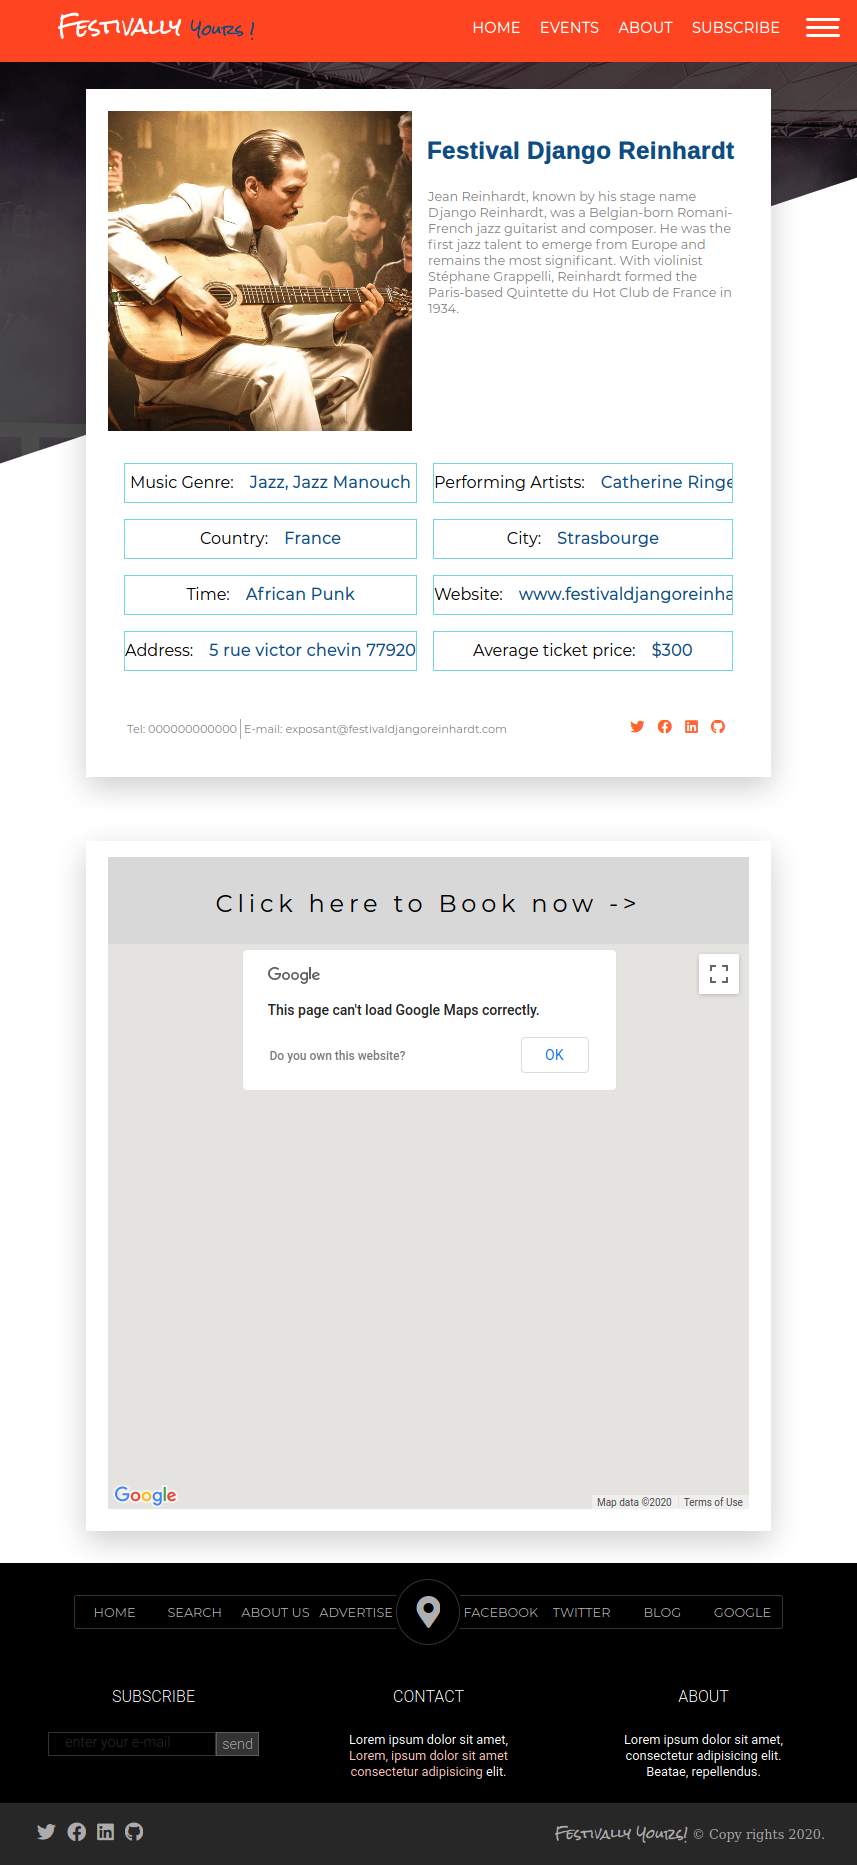 Festivally Yours !
HOME EVENTS ABOUT SUBSCRIBE
Festival Django Reinhardt
Jean Reinhardt, known by his stage name
Django Reinhardt, was a Belgian-born Romani-
French jazz guitarist and composer. He was the
first jazz talent to emerge from Europe and
remains the most significant. With violinist
Stéphane Grappelli, Reinhardt formed the
Paris-based Quintette du Hot Club de France in
1934.
Music Genre: Jazz, Jazz Manouch
Performing Artists: Catherine Ringe
Country: France
City: Strasbourge
Time: African Punk
Website: www.festivaldjangoreinha
Address: 5 rue victor chevin 77920
Average ticket price: $300
Tel: 000000000000 E-mail: exposant@festivaldjangoreinhardt.com
Click here to Book now ->
Google
This page can't load Google Maps correctly.
Do you own this website?
OK
Google
Map data ©2020 Terms of Use
HOME SEARCH ABOUT US ADVERTISE FACEBOOK TWITTER BLOG GOOGLE
SUBSCRIBE
enter your e-mail send
CONTACT
Lorem ipsum dolor sit amet,
Lorem, ipsum dolor sit amet
consectetur adipisicing elit.
ABOUT
Lorem ipsum dolor sit amet,
consectetur adipisicing elit.
Beatae, repellendus.
Festivally Yours! © Copy rights 2020.